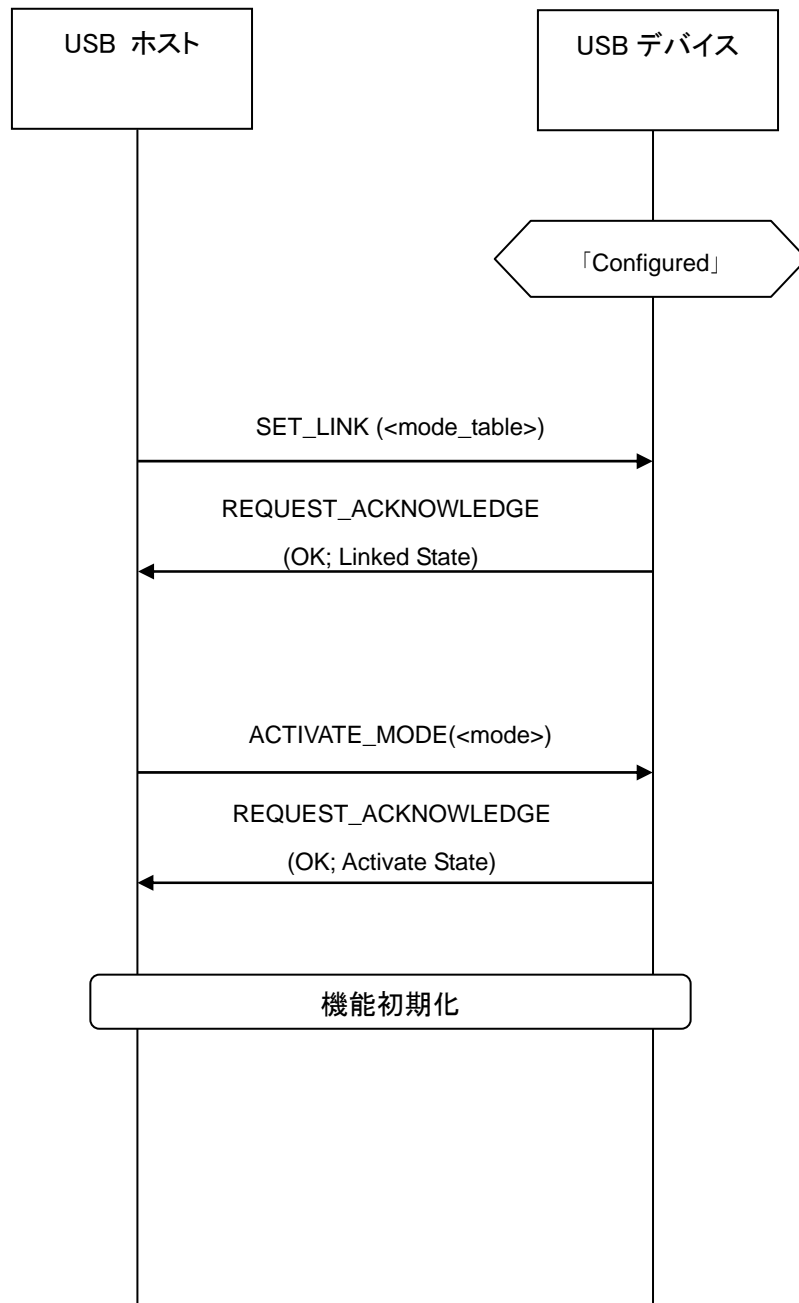 USB ホスト
USB デバイス
「Configured」
SET_LINK (<mode_table>)
REQUEST_ACKNOWLEDGE
(OK; Linked State)
ACTIVATE_MODE(<mode>)
REQUEST_ACKNOWLEDGE
(OK; Activate State)
機能初期化